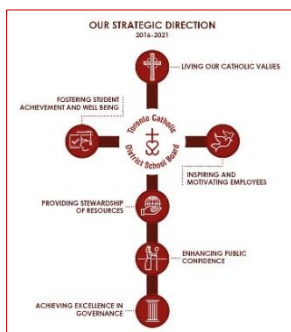 OUR STRATEGIC DIRECTION
2016-2021
LIVING OUR CATHOLIC VALUES
FOSTERING STUDENT
ACHIEVEMENT AND WELL BEING
Toronto Catholic
District School Board
INSPIRING AND
MOTIVATING EMPLOYEES
PROVIDING STEWARDSHIP
OF RESOURCES
ENHANCING PUBLIC
CONFIDENCE
ACHIEVING EXCELLENCE IN
GOVERNANCE